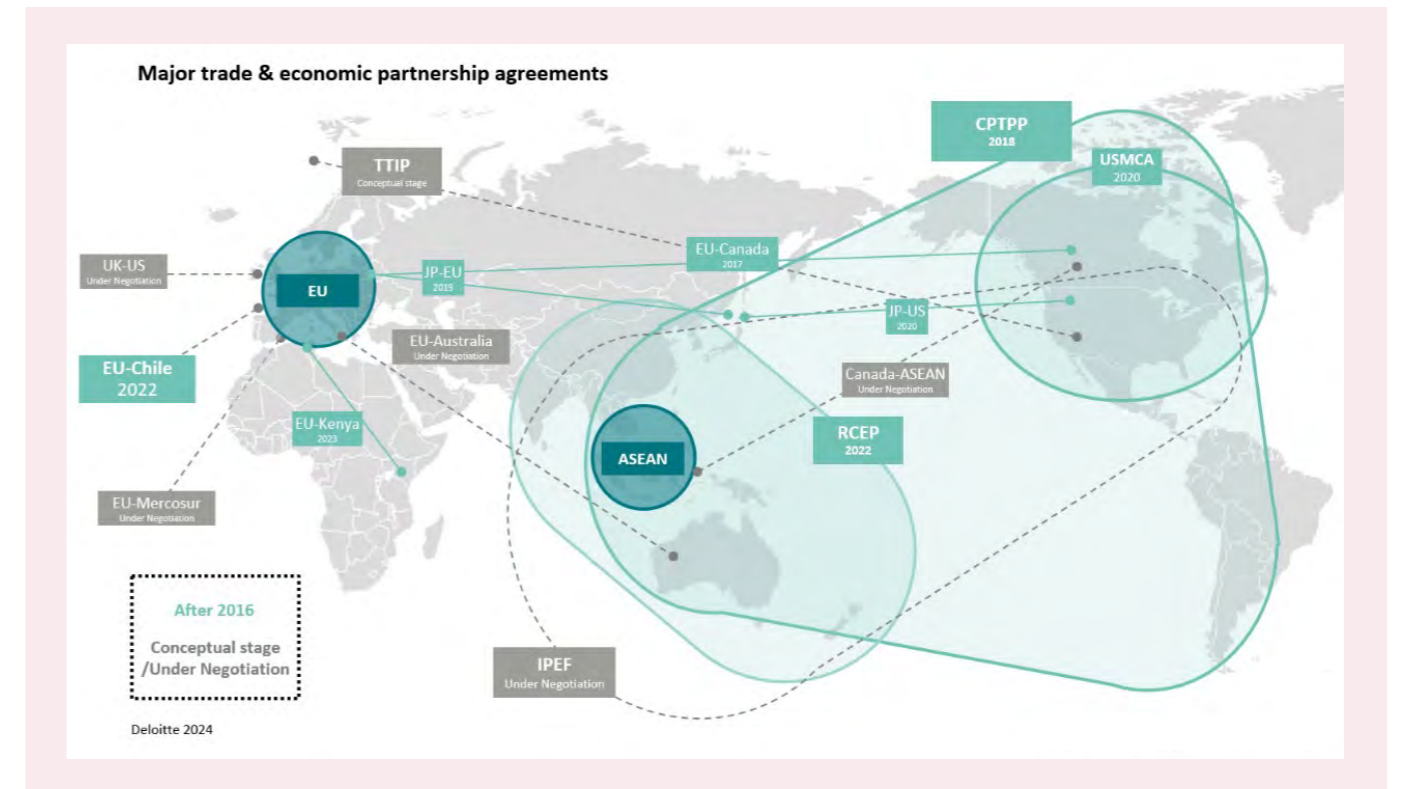 Major trade & economic partnership agreements
CPTPP
2018
TTIP
Conceptual stage
USMCA
2020
EU-Canada
2017
UK-US
Under Negotiation
JP-EU
2019
EU
JP-US
2020
EU-Australia
Under Negotiation
EU-Chile
2022
Canada-ASEAN
Under Negotiation
EU-Kenya
2023
RCEP
2022
ASEAN
EU-Mercosur
Under Negotiation
After 2016
Conceptual stage
/Under Negotiation
IPEF
Under Negotiation
Deloitte 2024